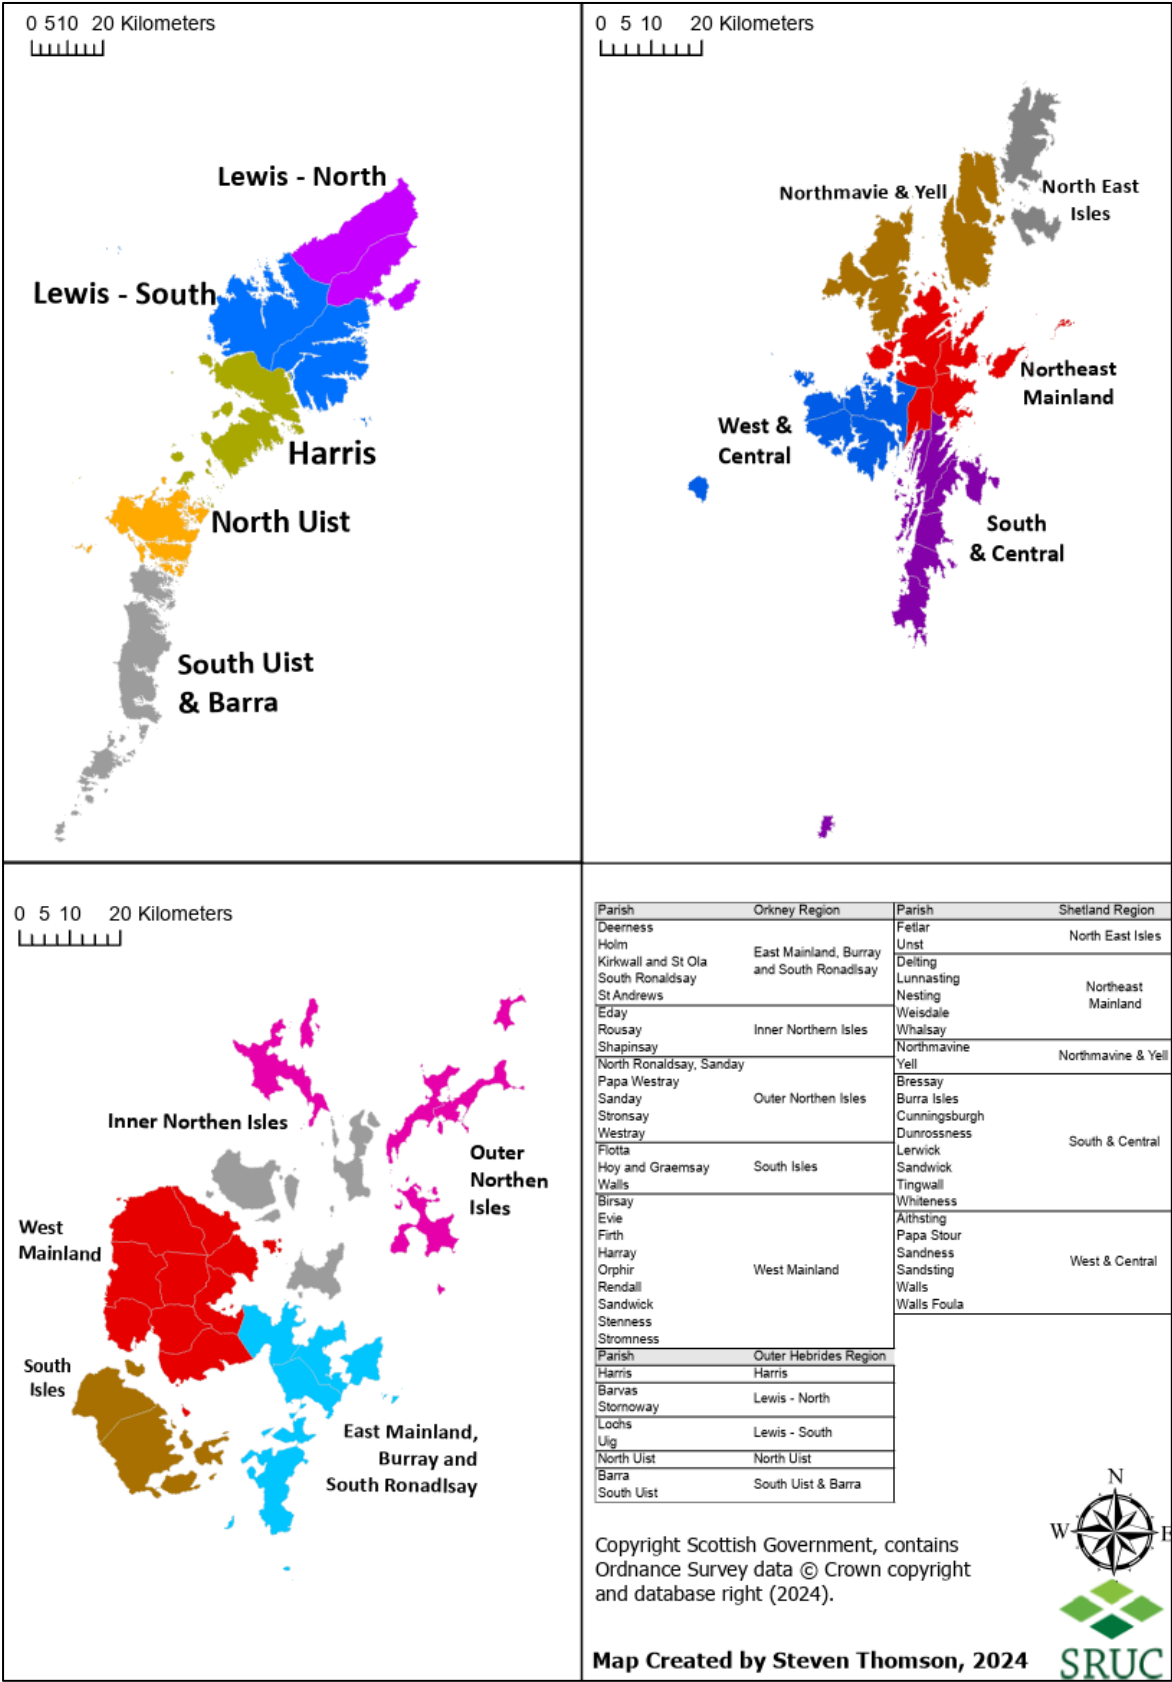 0 510 20 Kilometers
Lewis - North
Lewis - South
Harris
North Uist
South Uist
& Barra
0 5 10 20 Kilometers
Northmavie & Yell
North East
Isles
Northeast
Mainland
West &
Central
South
& Central
0 5 10 20 Kilometers
Inner Northen Isles
Outer
Northen
Isles
West
Mainland
South
Isles
East Mainland,
Burray and
South Ronadlsay
Parish Orkney Region
Deerness
Holm
East Mainland, Burray
Kirkwall and St Ola
and South Ronadlsay
South Ronaldsay
St Andrews
Eday
Rousay Inner Northern Isles
Shapinsay
North Ronaldsay, Sanday
Papa Westray
Sanday Outer Northen Isles
Stronsay
Westray
Flotta
Hoy and Graemsay South Isles
Walls
Birsay
Evie
Firth
Harray
Orphir West Mainland
Rendall
Sandwick
Stenness
Stromness
Parish Outer Hebrides Region
Harris Harris
Barvas
Lewis - North
Stornoway
Lochs
Lewis - South
Uig
North Uist North Uist
Barra
South Uist & Barra
South Uist
Parish Shetland Region
Fetlar
North East Isles
Unst
Delting
Lunnasting
Northeast
Nesting
Mainland
Weisdale
Whalsay
Northmavine
Northmavine & Yell
Yell
Bressay
Burra Isles
Cunningsburgh
Dunrossness
South & Central
Lerwick
Sandwick
Tingwall
Whiteness
Aithsting
Papa Stour
Sandness
West & Central
Sandsting
Walls
Walls Foula
N
W E
Copyright Scottish Government, contains
Ordnance Survey data © Crown copyright
and database right (2024).
Map Created by Steven Thomson, 2024
SRUC